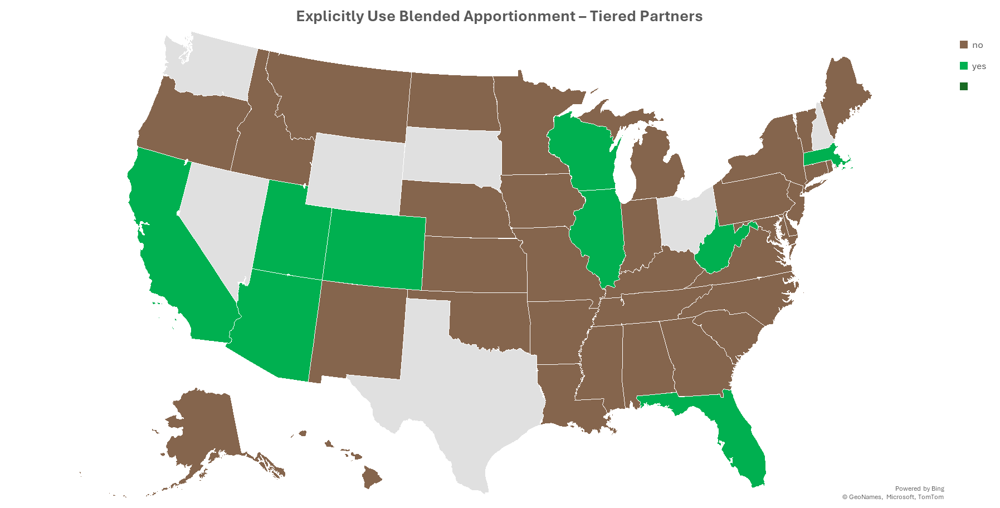 Explicitly Use Blended Apportionment – Tiered Partners
no
yes
Powered by Bing
© GeoNames, Microsoft, TomTom